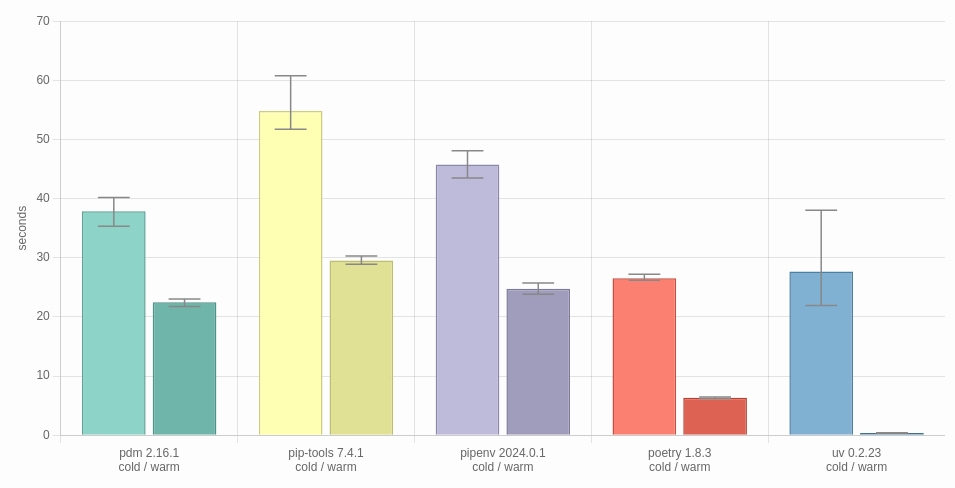 70
60
50
40
30
20
10
0
seconds
pdm 2.16.1
cold / warm
pip-tools 7.4.1
cold / warm
pipenv 2024.0.1
cold / warm
poetry 1.8.3
cold / warm
uv 0.2.23
cold / warm